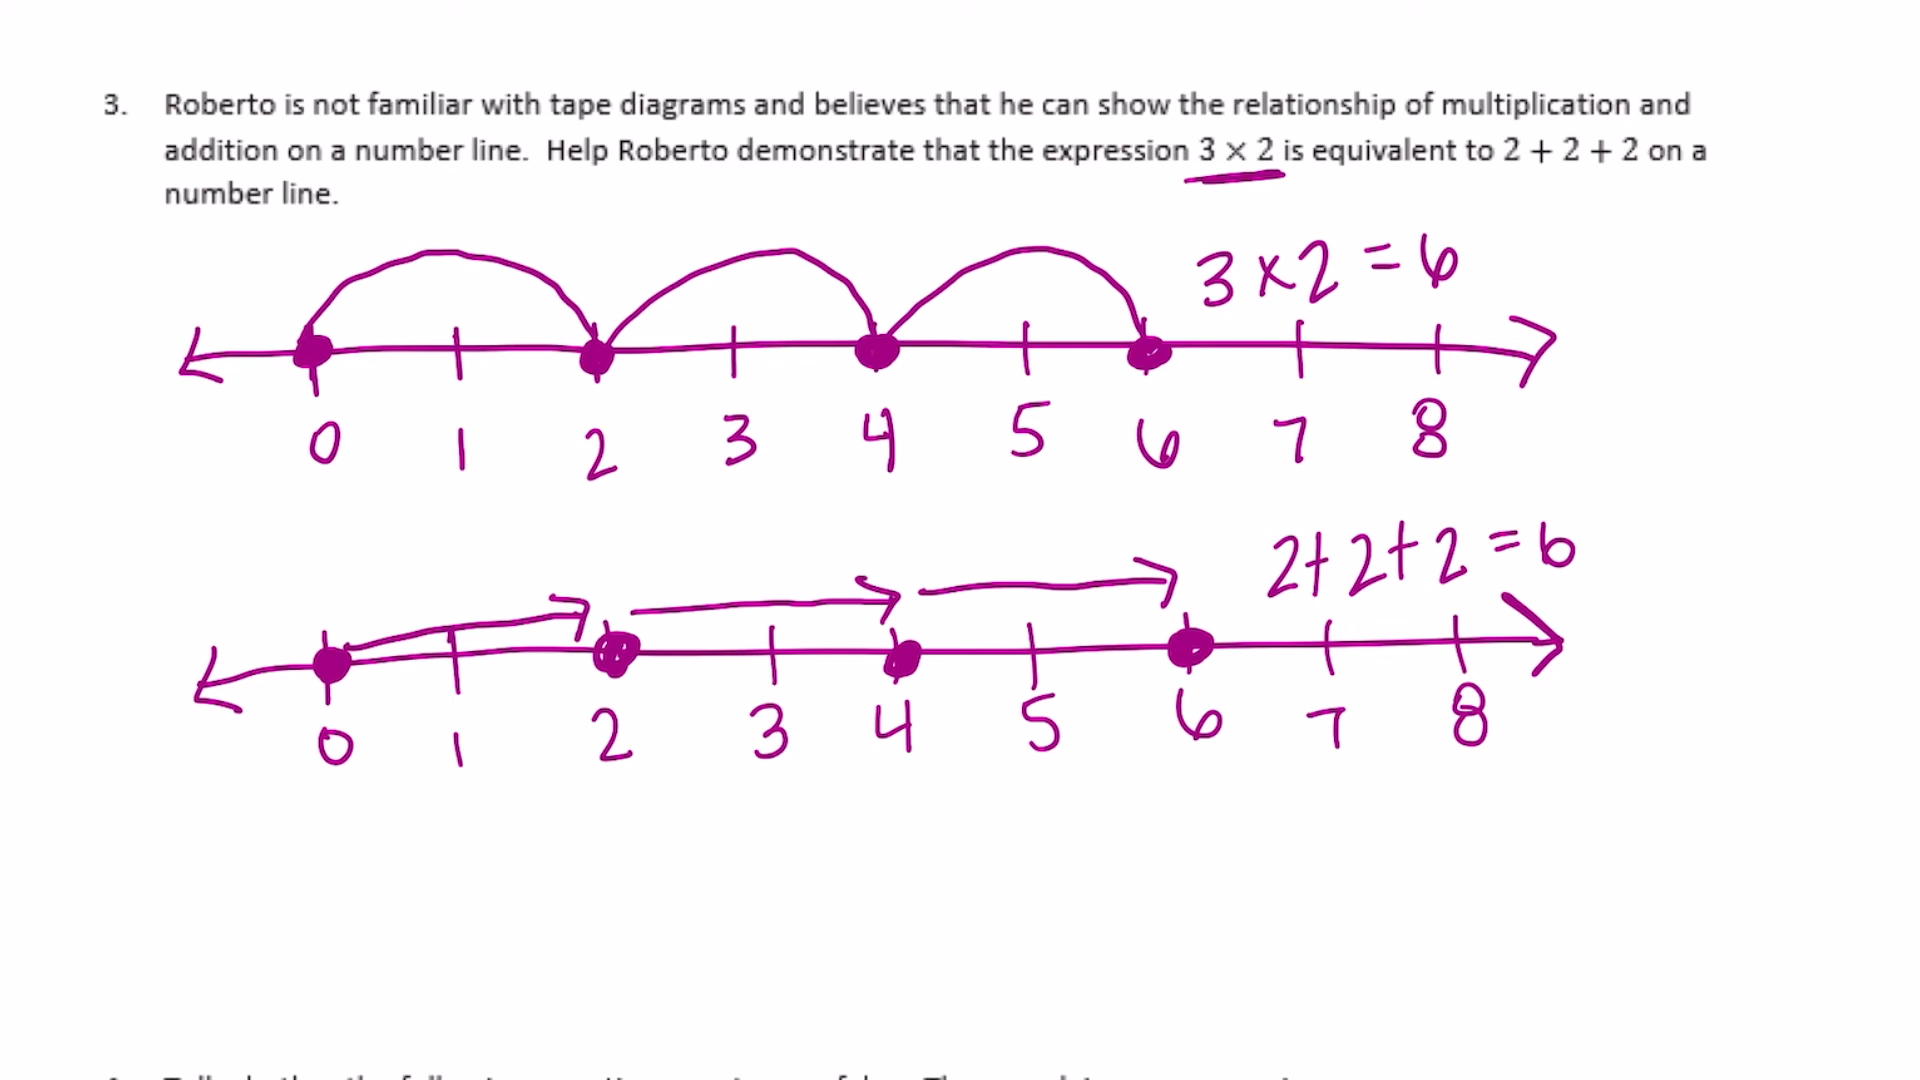 3. Roberto is not familiar with tape diagrams and believes that he can show the relationship of multiplication and
addition on a number line. Help Roberto demonstrate that the expression 3 × 2 is equivalent to 2 + 2 + 2 on a
number line.
3 × 2 = 6
0 1 2 3 4 5 6 7 8
2 + 2 + 2 = 6
0 1 2 3 4 5 6 7 8